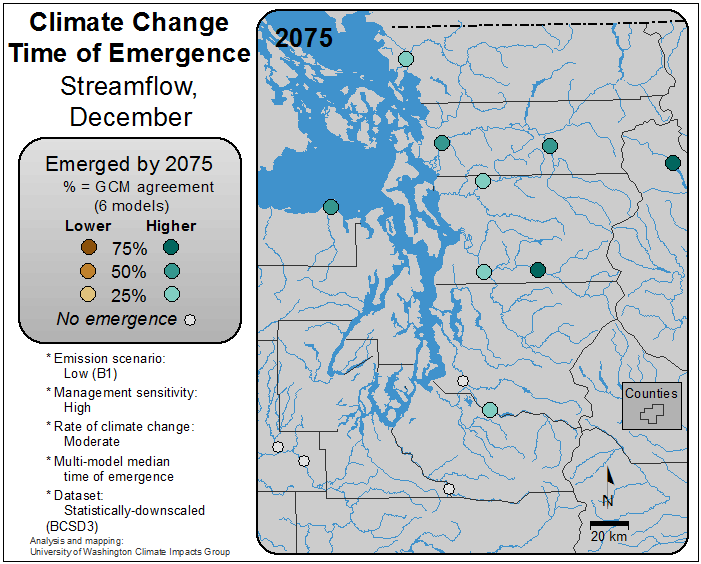 Climate Change
Time of Emergence
Streamflow,
December
Emerged by 2075
% = GCM agreement
(6 models)
Lower Higher
75%
50%
25%
No emergence
* Emission scenario:
Low (B1)
* Management sensitivity:
High
* Rate of climate change:
Moderate
* Multi-model median
time of emergence
* Dataset:
Statistically-downscaled
(BCSD3)
Analysis and mapping:
University of Washington Climate Impacts Group
2075
Counties
N
20 km